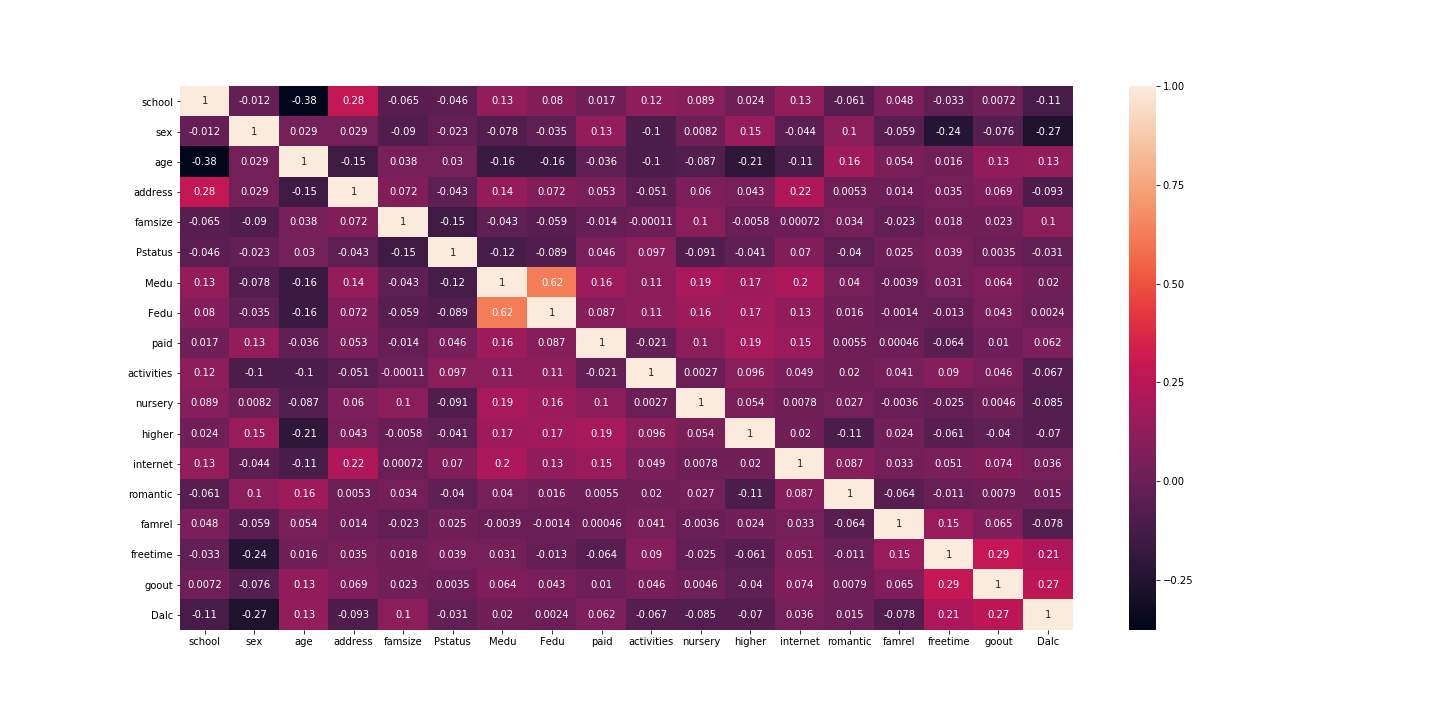 school 1 -0.012 -0.38 0.28 -0.065 -0.046 0.13 0.08 0.017 0.12 0.089 0.024 0.13 -0.061 0.048 -0.033 0.0072 -0.11
sex -0.012 1 0.029 0.029 -0.09 -0.023 -0.078 -0.035 0.13 -0.1 0.0082 0.15 -0.044 0.1 -0.059 -0.24 -0.076 -0.27
age -0.38 0.029 1 -0.15 0.038 0.03 -0.16 -0.16 -0.036 -0.1 -0.087 -0.21 -0.11 0.16 0.054 0.016 0.13 0.13
address 0.28 0.029 -0.15 1 0.072 -0.043 0.14 0.072 0.053 -0.051 0.06 0.043 0.22 0.0053 0.014 0.035 0.069 -0.093
famsize -0.065 -0.09 0.038 0.072 1 -0.15 -0.043 -0.059 -0.014 -0.00011 0.1 -0.0058 0.00072 0.034 -0.023 0.018 0.023 0.1
Pstatus -0.046 -0.023 0.03 -0.043 -0.15 1 -0.12 -0.089 0.046 0.097 -0.091 -0.041 0.07 -0.04 0.025 0.039 0.0035 -0.031
Medu 0.13 -0.078 -0.16 0.14 -0.043 -0.12 1 0.62 0.16 0.11 0.19 0.17 0.2 0.04 -0.0039 0.031 0.064 0.02
Fedu 0.08 -0.035 -0.16 0.072 -0.059 -0.089 0.62 1 0.087 0.11 0.16 0.17 0.13 0.016 -0.0014 -0.013 0.043 0.0024
paid 0.017 0.13 -0.036 0.053 -0.014 0.046 0.16 0.087 1 -0.021 0.1 0.19 0.15 0.0055 0.00046 -0.064 0.01 0.062
activities 0.12 -0.1 -0.1 -0.051 -0.00011 0.097 0.11 0.11 -0.021 1 0.0027 0.096 0.049 0.02 0.041 0.09 0.046 -0.067
nursery 0.089 0.0082 -0.087 0.06 0.1 -0.091 0.19 0.16 0.1 0.0027 1 0.054 0.0078 0.027 -0.0036 -0.025 0.0046 -0.085
higher 0.024 0.15 -0.21 0.043 -0.0058 -0.041 0.17 0.17 0.19 0.096 0.054 1 0.02 -0.11 0.024 -0.061 -0.04 -0.07
internet 0.13 -0.044 -0.11 0.22 0.00072 0.07 0.2 0.13 0.15 0.049 0.0078 0.02 1 0.087 0.033 0.051 0.074 0.036
romantic -0.061 0.1 0.16 0.0053 0.034 -0.04 0.04 0.016 0.0055 0.02 0.027 -0.11 0.087 1 -0.064 -0.011 0.0079 0.015
famrel 0.048 -0.059 0.054 0.014 -0.023 0.025 -0.0039 -0.0014 0.00046 0.041 -0.0036 0.024 0.033 -0.064 1 0.15 0.065 -0.078
freetime -0.033 -0.24 0.016 0.035 0.018 0.039 0.031 -0.013 -0.064 0.09 -0.025 -0.061 0.051 -0.011 0.15 1 0.29 0.21
goout 0.0072 -0.076 0.13 0.069 0.023 0.0035 0.064 0.043 0.01 0.046 0.0046 -0.04 0.074 0.0079 0.065 0.29 1 0.27
Dalc -0.11 -0.27 0.13 -0.093 0.1 -0.031 0.02 0.0024 0.062 -0.067 -0.085 -0.07 0.036 0.015 -0.078 0.21 0.27 1
school sex age address famsize Pstatus Medu Fedu paid activities nursery higher internet romantic famrel freetime goout Dalc
1.00
0.75
0.50
0.25
0.00
−0.25